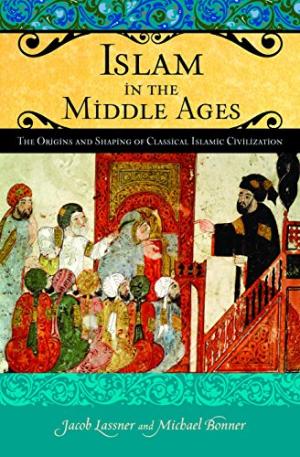 ISLAM
IN THE
MIDDLE AGES
THE ORIGINS AND SHAPING OF CLASSICAL ISLAMIC CIVILIZATION
Jacob Lassner and Michael Bonner